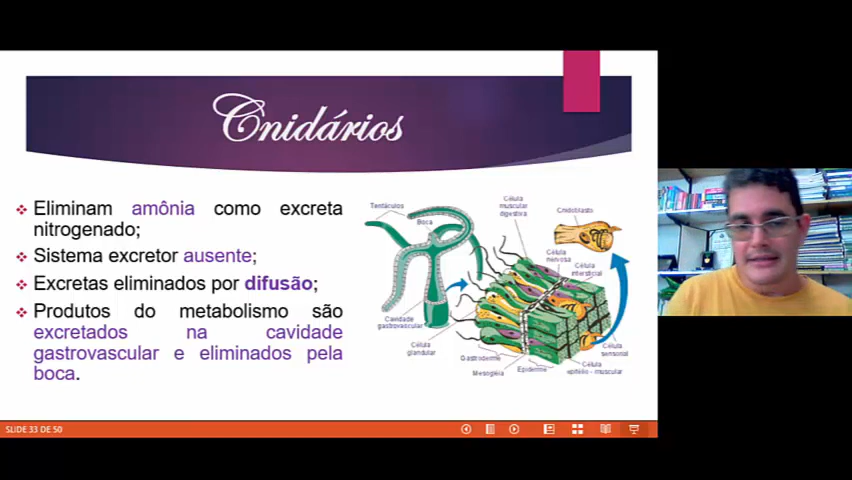 Cnidários
Eliminam amônia como excreta
nitrogenado;
Sistema excretor ausente;
Excretas eliminados por difusão;
Produtos do metabolismo são
excretados na cavidade
gastrovascular e eliminados pela
boca.
Tentáculos
Boca
Cavidade
gastrovascular
Célula
glandular
Célula
muscular
digestiva
Cnidoblasto
Célula
nervosa
Célula
intersticial
Gastroderme
Mesogléia
Epiderme
Célula
epitélio - muscular
Célula
sensorial
SLIDE 33 DE 50